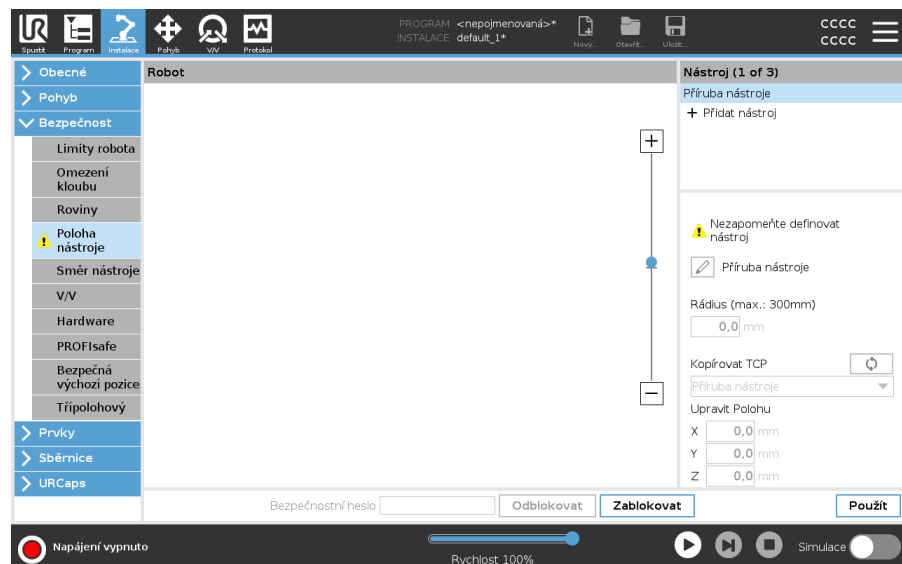 Spustit
Program
Instalace
Pohyb
V/V
Protokol
PROGRAM <nepojmenovaná>*
INSTALACE default_1*
Nový...
Otevřít...
Uložit...
CCCC
CCCC
Obecné
Pohyb
Bezpečnost
Limity robota
Omezení
kloubu
Roviny
Poloha
nástroje
Směr nástroje
V/V
Hardware
PROFIsafe
Bezpečná
výchozí pozice
Třípolohový
Prvky
Sběrnice
URCaps
Robot
Nástroj (1 of 3)
Příruba nástroje
+ Přidat nástroj
Nezapomeňte definovat
nástroj
Příruba nástroje
Rádius (max.: 300mm)
0,0 mm
Kopírovat TCP
Příruba nástroje
Upravit Polohu
X 0,0 mm
Y 0,0 mm
Z 0,0 mm
Bezpečnostní heslo
Odblokovat
Zablokovat
Použít
Napájení vypnuto
Rychlost 100%
Simulace